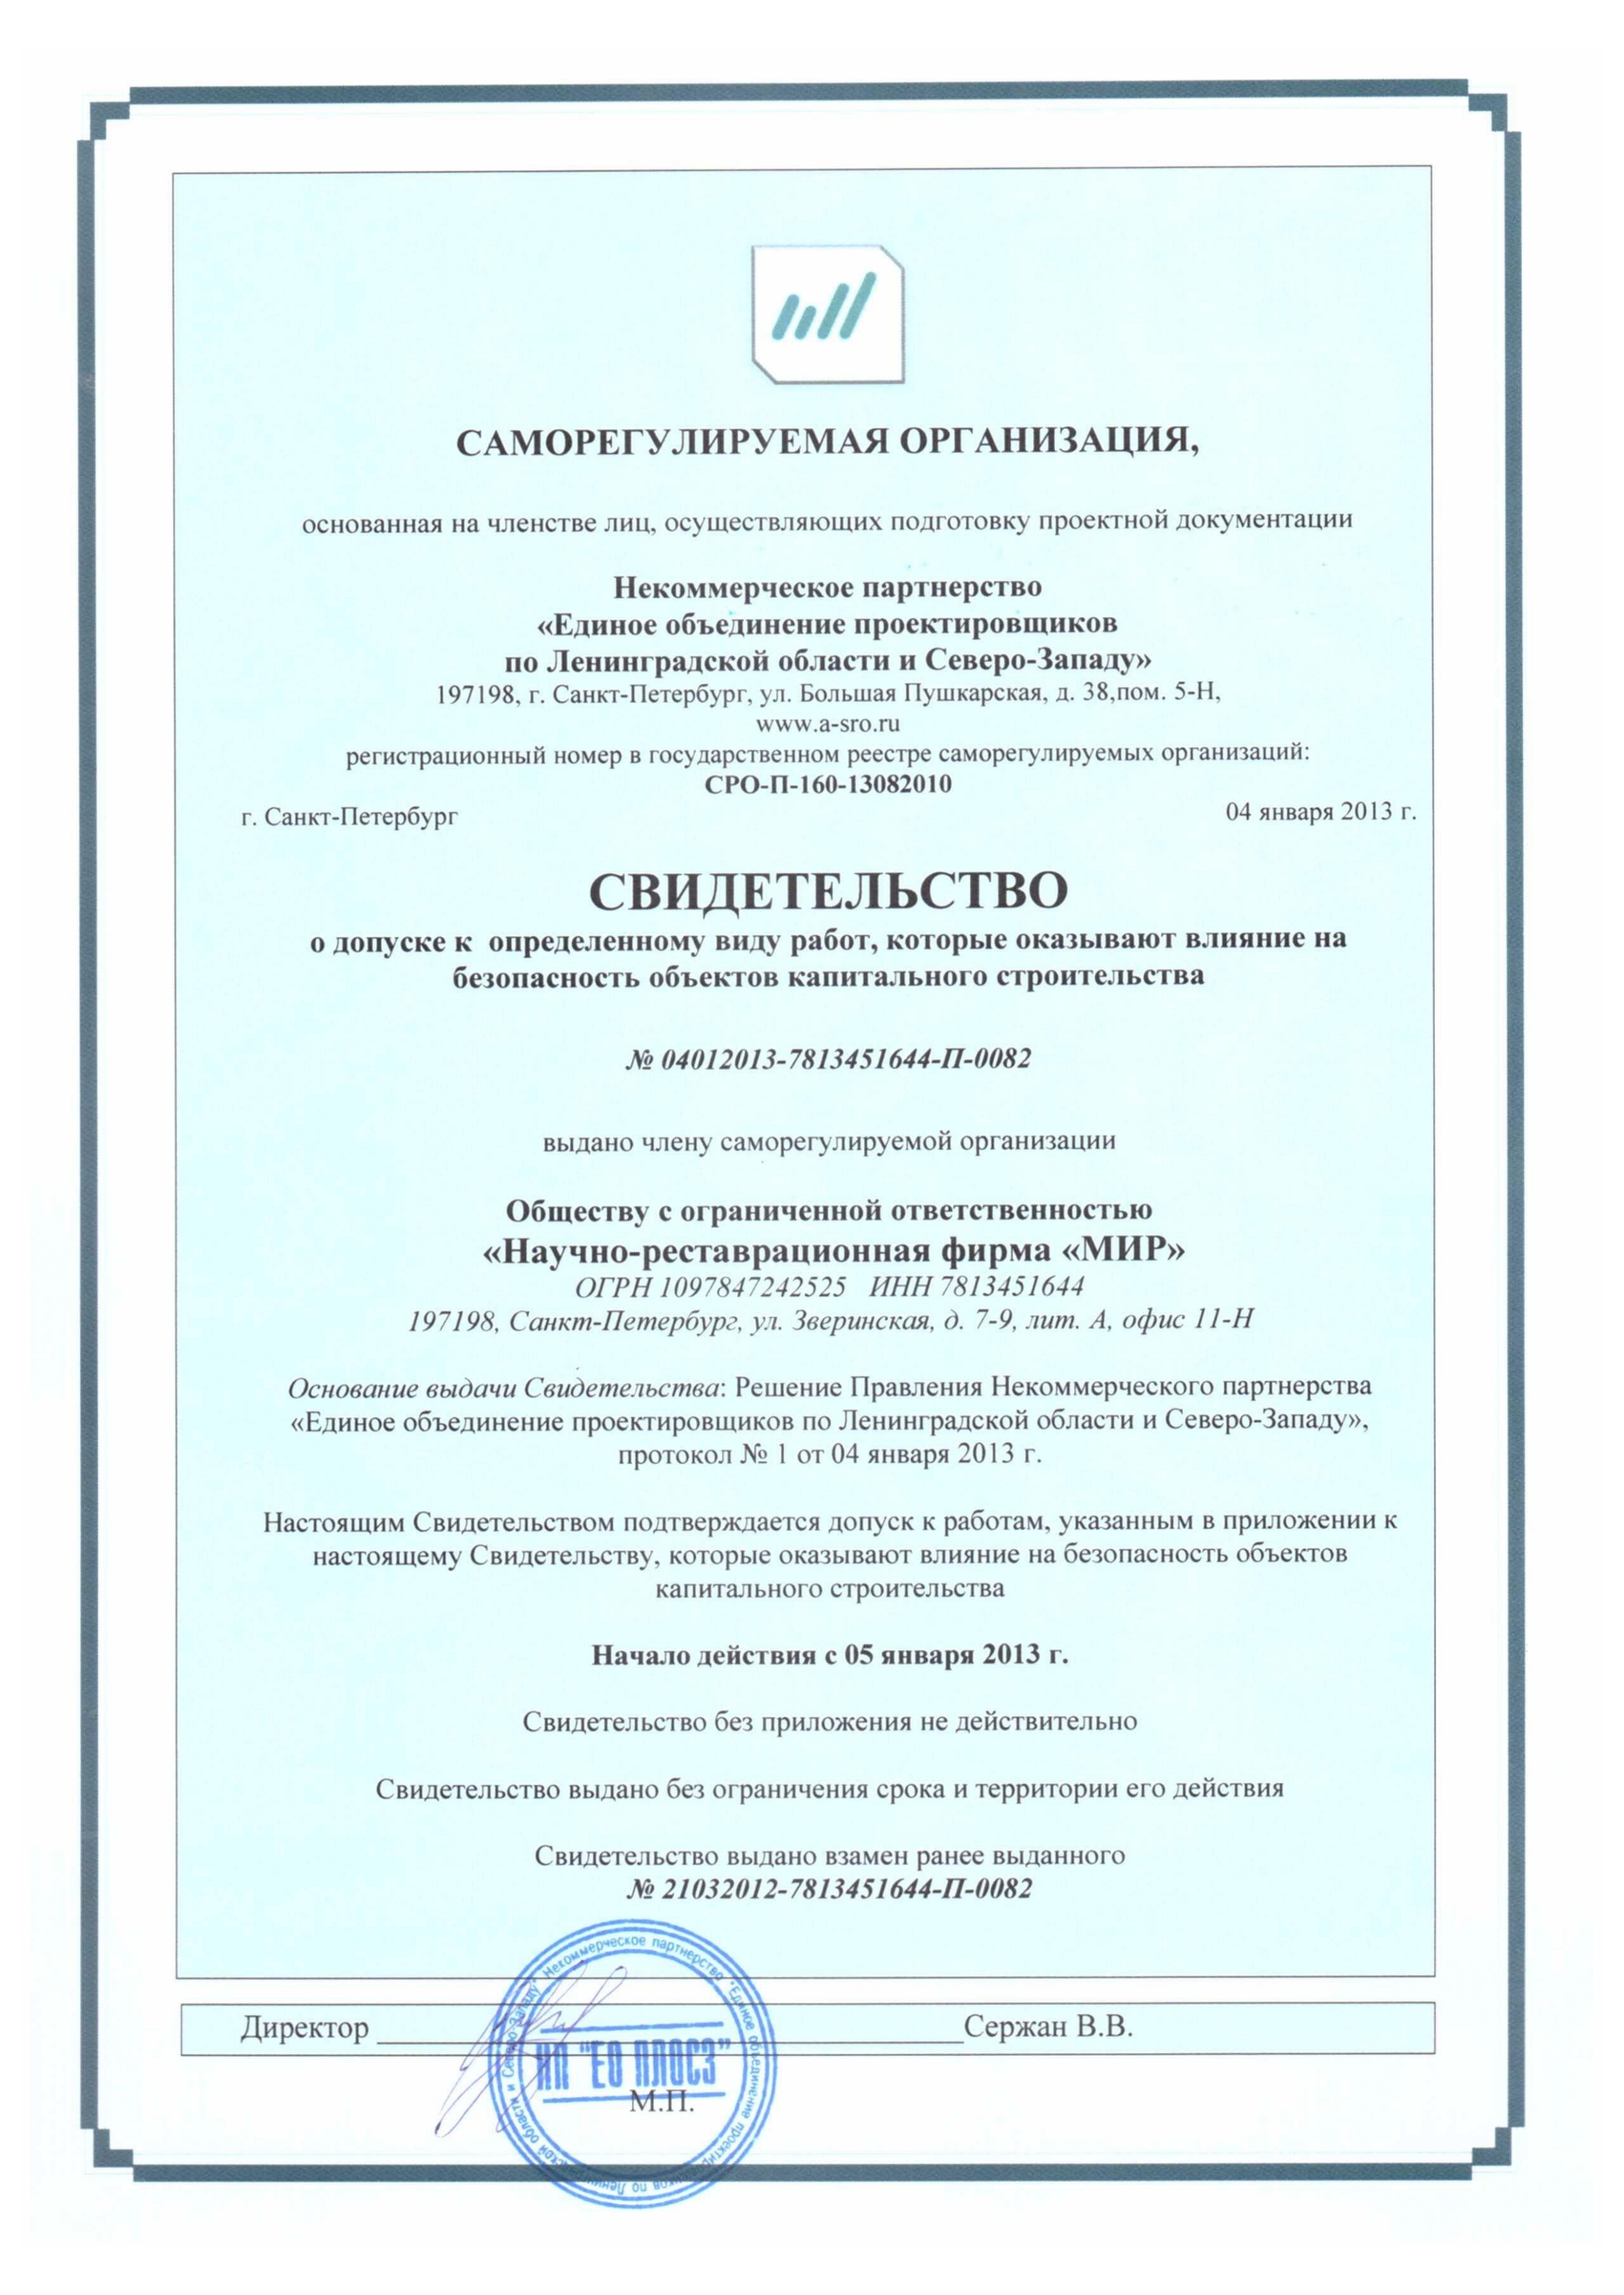 САМОРЕГУЛИРУЕМАЯ ОРГАНИЗАЦИЯ,
основанная на членстве лиц, осуществляющих подготовку проектной документации
Некоммерческое партнерство
«Единое объединение проектировщиков
по Ленинградской области и Северо-Западу»
197198, г. Санкт-Петербург, ул. Большая Пушкарская, д. 38,пом. 5-Н,
www.a-sro.ru
регистрационный номер в государственном реестре саморегулируемых организаций:
СРО-П-160-13082010
г. Санкт-Петербург 04 января 2013 г.
СВИДЕТЕЛЬСТВО
о допуске к определенному виду работ, которые оказывают влияние на
безопасность объектов капитального строительства
№ 04012013-7813451644-П-0082
выдано члену саморегулируемой организации
Обществу с ограниченной ответственностью
«Научно-реставрационная фирма «МИР»
ОГРН 1097847242525 ИНН 7813451644
197198, Санкт-Петербург, ул. Зверинская, д. 7-9, лит. А, офис 11-Н
Основание выдачи Свидетельства: Решение Правления Некоммерческого партнерства
«Единое объединение проектировщиков по Ленинградской области и Северо-Западу»,
протокол № 1 от 04 января 2013 г.
Настоящим Свидетельством подтверждается допуск к работам, указанным в приложении к
настоящему Свидетельству, которые оказывают влияние на безопасность объектов
капитального строительства
Начало действия с 05 января 2013 г.
Свидетельство без приложения не действительно
Свидетельство выдано без ограничения срока и территории его действия
Свидетельство выдано взамен ранее выданного
№ 21032012-7813451644-П-0082
Директор Сержан В.В.
НП "ЕО ПЛОСЗ"
М.П.
Некоммерческое партнерство "Единое объединение проектировщиков по Ленинградской области и Северо-Западу"